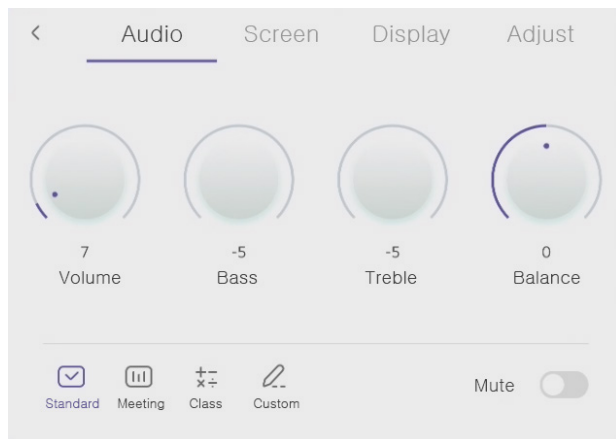 Audio Screen Display Adjust
7 -5 -5 0
Volume Bass Treble Balance
Standard Meeting Class Custom Mute